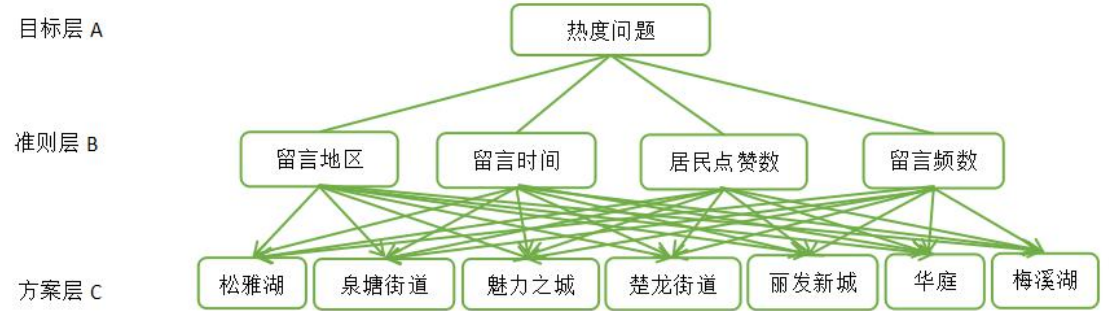 目标层 A
热度问题
准则层 B
留言地区
留言时间
居民点赞数
留言频数
方案层 C
松雅湖
泉塘街道
魅力之城
楚龙街道
丽发新城
华庭
梅溪湖